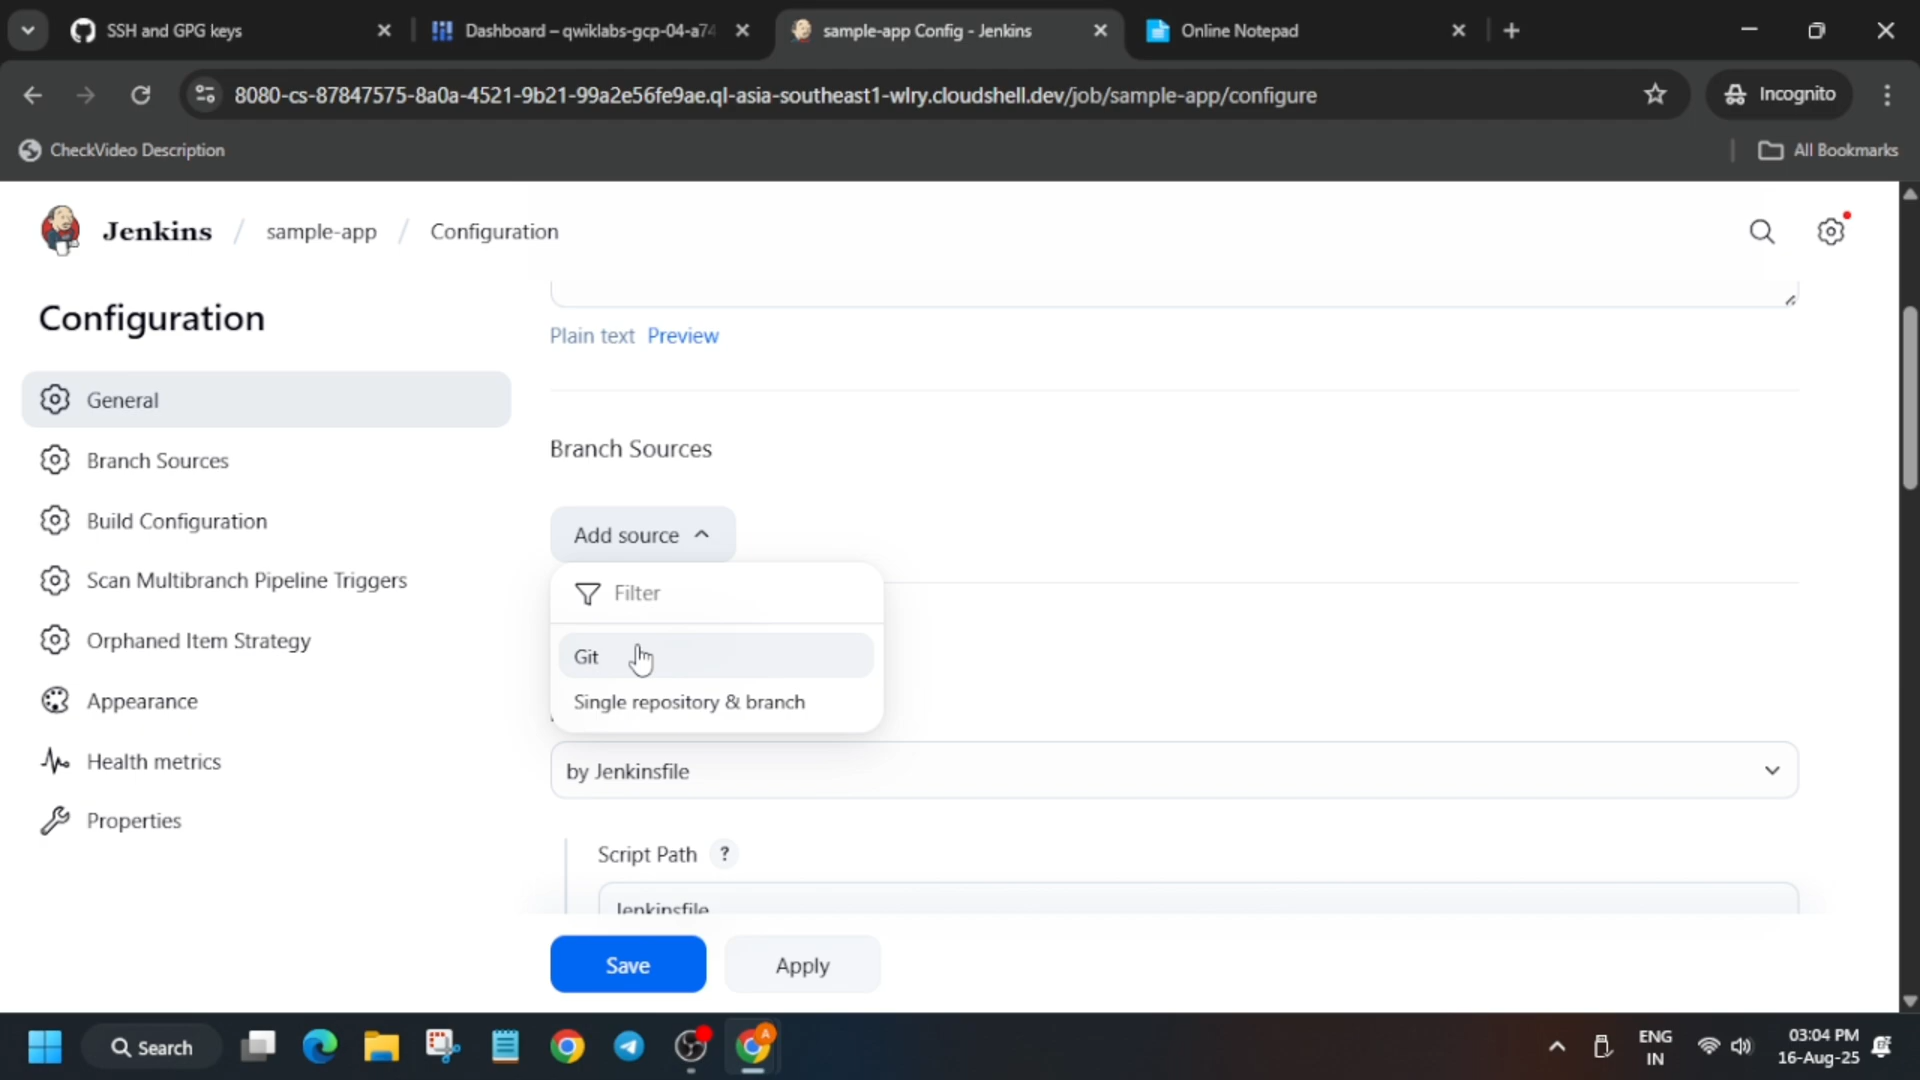 SSH and GPG keys
Dashboard – qwiklabs-gcp-04-a74
sample-app Config - Jenkins
Online Notepad
8080-cs-87847575-8a0a-4521-9b21-99a2e56fe9ae.ql-asia-southeast1-wlry.cloudshell.dev/job/sample-app/configure
Incognito
CheckVideo Description
All Bookmarks
Jenkins / sample-app / Configuration
Configuration
General
Branch Sources
Build Configuration
Scan Multibranch Pipeline Triggers
Orphaned Item Strategy
Appearance
Health metrics
Properties
Plain text Preview
Branch Sources
Add source
Filter
Git
Single repository & branch
by Jenkinsfile
Script Path ?
Jenkinsfile
Save
Apply
Search
ENG
IN
03:04 PM
16-Aug-25